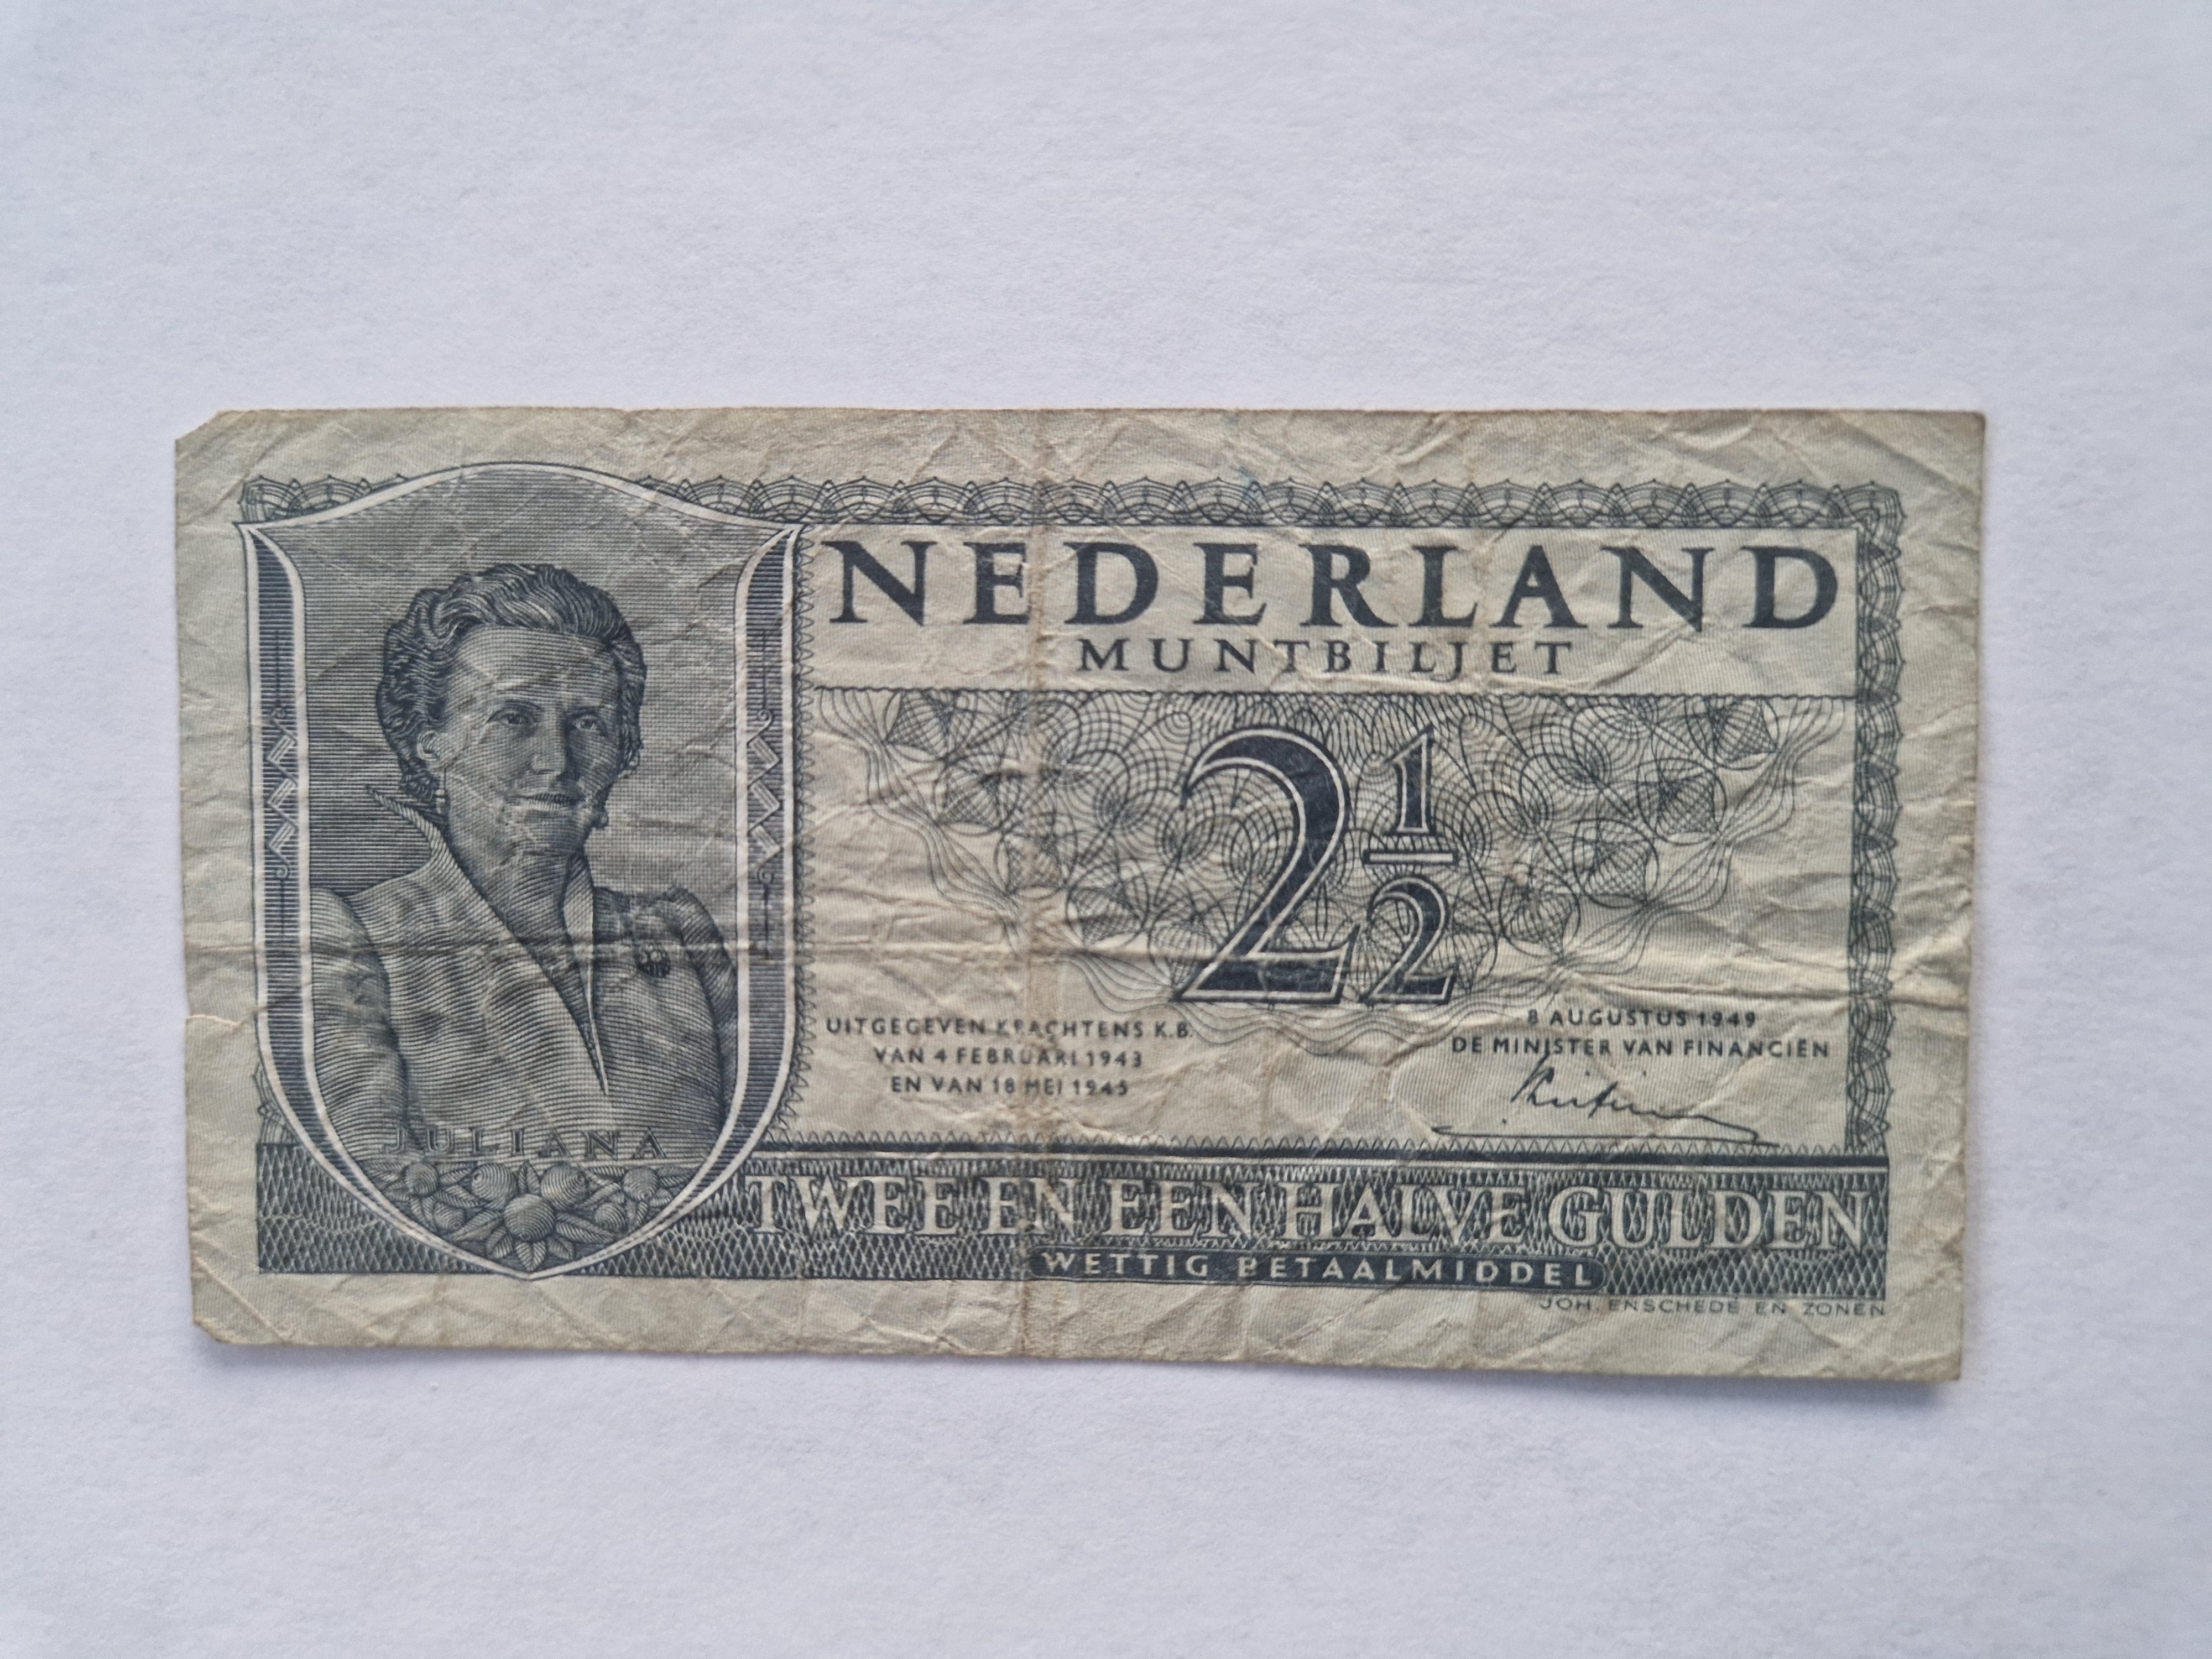 NEDERLAND
MUNTBILJET
2 1/2
UITGEGEVEN KRACHTENS K.B.
VAN 4 FEBRUARI 1943
EN VAN 18 MEI 1945
8 AUGUSTUS 1949
DE MINISTER VAN FINANCIËN
JULIANA
TWEE EN EEN HALVE GULDEN
WETTIG BETAALMIDDEL
JOH. ENSCHEDÉ EN ZONEN